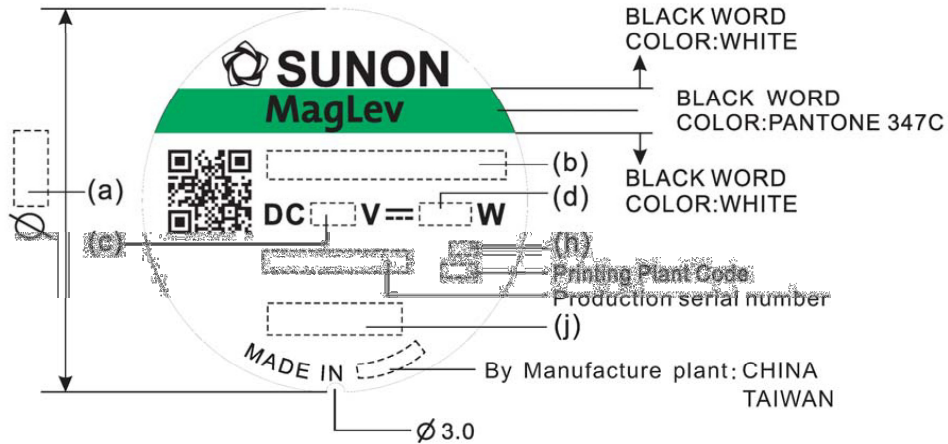 BLACK WORD
COLOR:WHITE
SUNON
MagLev
BLACK WORD
COLOR:PANTONE 347C
(b)
(a)
BLACK WORD
COLOR:WHITE
(d)
DC V W
(c)
(h)
Printing Plant Code
Production serial number
(j)
MADE IN
By Manufacture plant: CHINA
TAIWAN
Ø
Ø 3.0